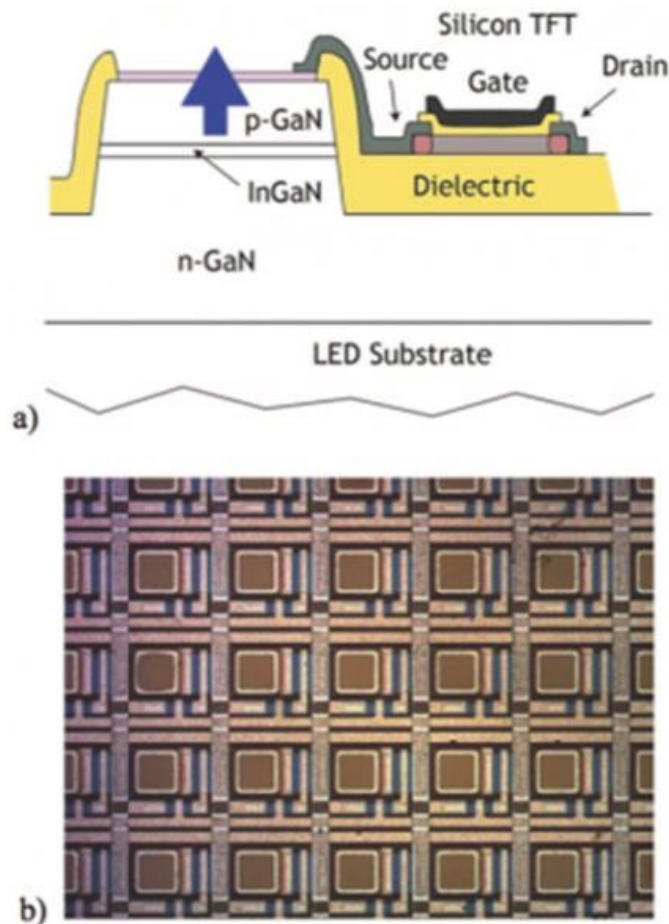 Silicon TFT
Source
Gate
Drain
p-GaN
InGaN
Dielectric
n-GaN
LED Substrate
a)
b)